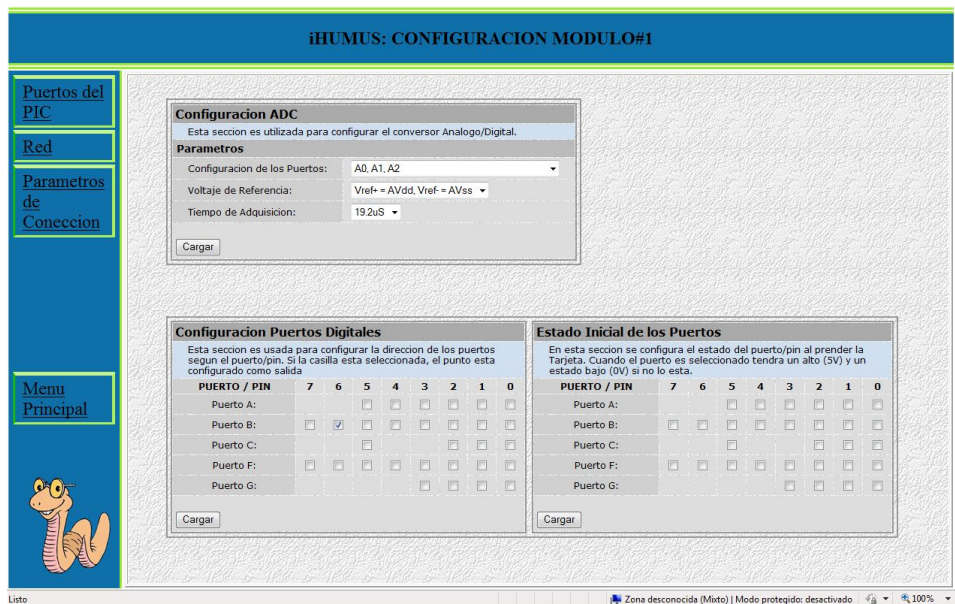 iHUMUS: CONFIGURACION MODULO#1
Puertos del
PIC
Red
Parametros
de
Coneccion
Menu
Principal
Configuracion ADC
Esta seccion es utilizada para configurar el conversor Analogo/Digital.
Parametros
Configuracion de los Puertos: A0, A1, A2
Voltaje de Referencia: Vref+ = AVdd, Vref- = AVss
Tiempo de Adquisicion: 19.2uS
Cargar
Configuracion Puertos Digitales
Esta seccion es usada para configurar la direccion de los puertos
segun el puerto/pin. Si la casilla esta seleccionada, el punto esta
configurado como salida
PUERTO / PIN 7 6 5 4 3 2 1 0
Puerto A:
Puerto B:
Puerto C:
Puerto F:
Puerto G:
Cargar
Estado Inicial de los Puertos
En esta seccion se configura el estado del puerto/pin al prender la
Tarjeta. Cuando el puerto es seleccionado tendra un alto (5V) y un
estado bajo (0V) si no lo esta.
PUERTO / PIN 7 6 5 4 3 2 1 0
Puerto A:
Puerto B:
Puerto C:
Puerto F:
Puerto G:
Cargar
Listo
Zona desconocida (Mixto) | Modo protegido: desactivado
100%